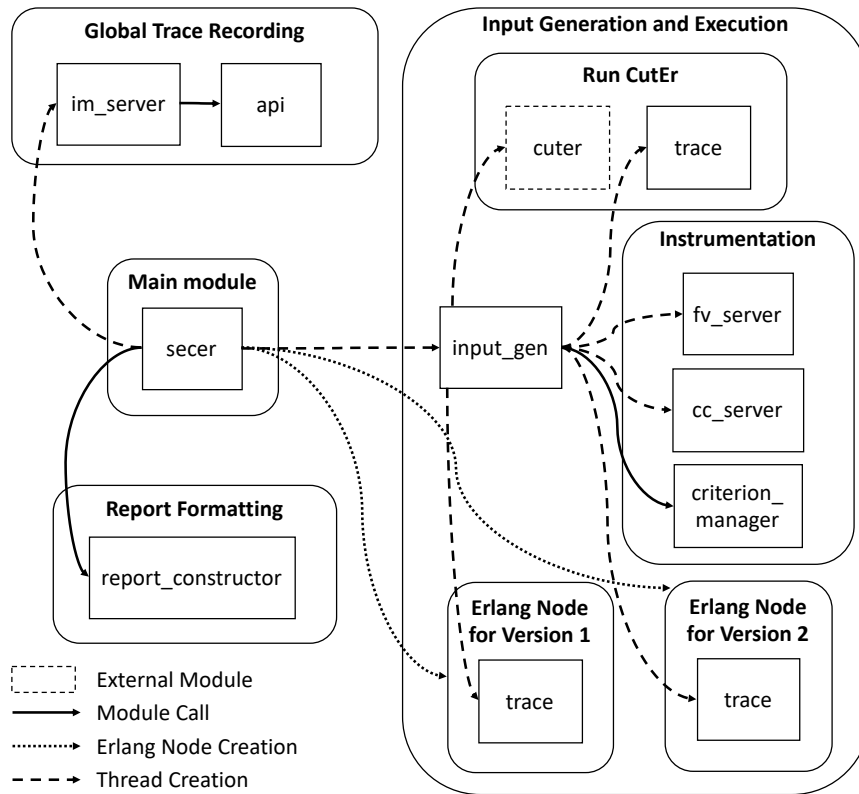 Global Trace Recording
im_server
api
Input Generation and Execution
Run CutEr
cuter
trace
Instrumentation
fv_server
cc_server
criterion_
manager
Main module
secer
input_gen
Report Formatting
report_constructor
Erlang Node
for Version 1
trace
Erlang Node
for Version 2
trace
External Module
Module Call
Erlang Node Creation
Thread Creation